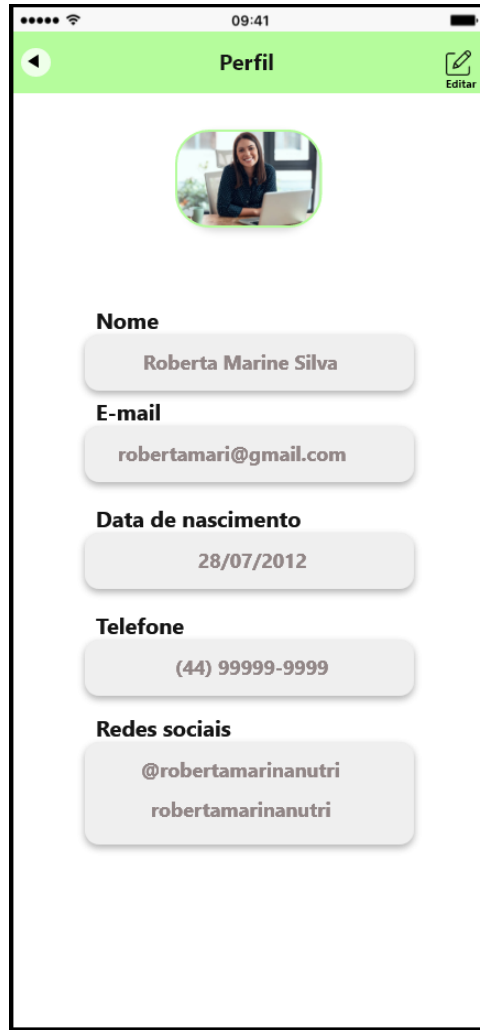 09:41
Perfil
Editar
Nome
Roberta Marine Silva
E-mail
robertamari@gmail.com
Data de nascimento
28/07/2012
Telefone
(44) 99999-9999
Redes sociais
@robertamarinanutri
robertamarinanutri